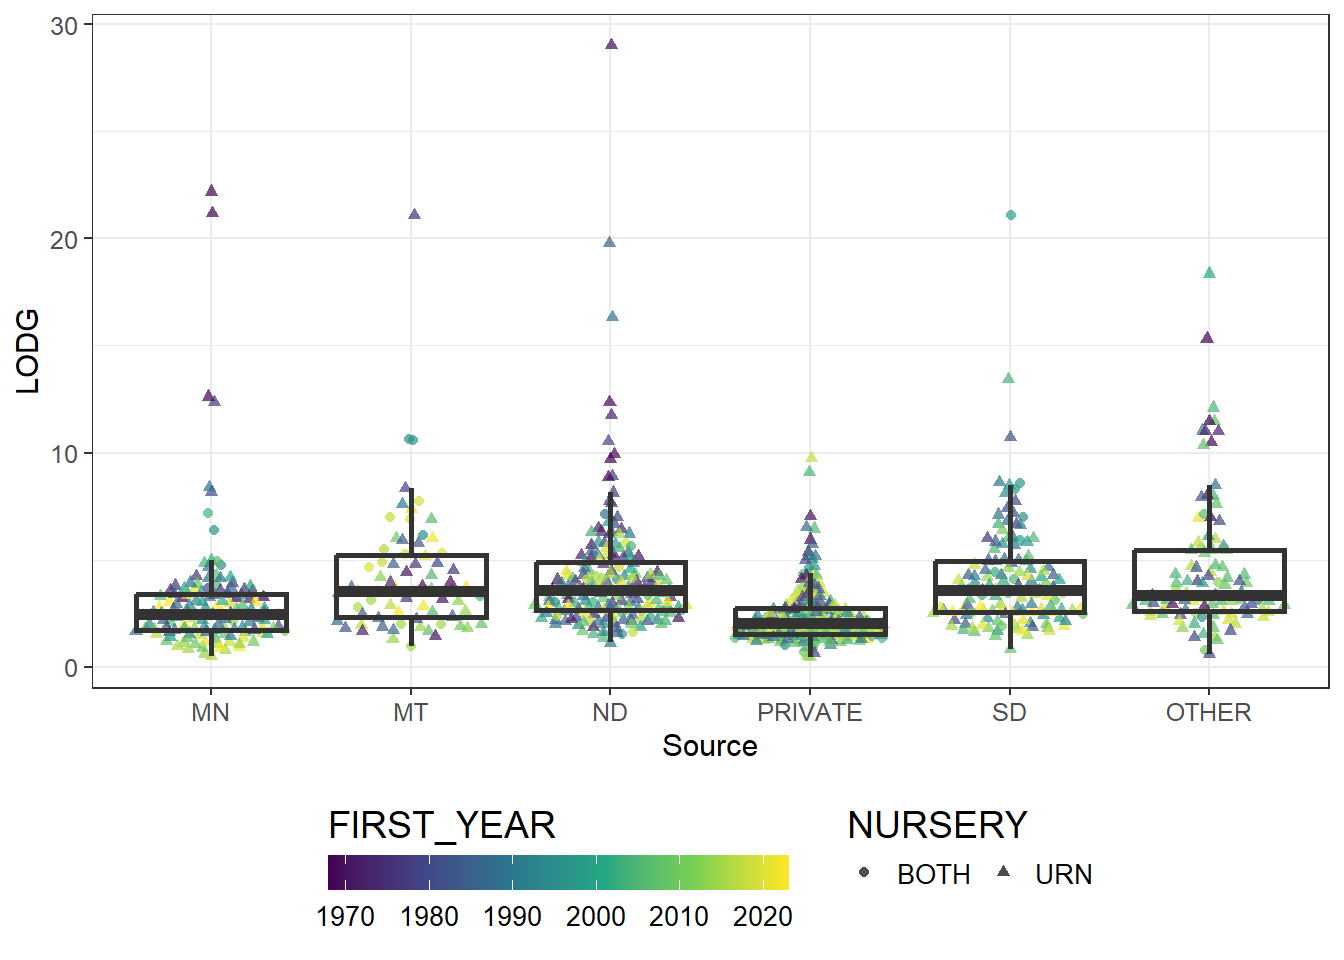 30
20
10
0
LODG
MN MT ND PRIVATE SD OTHER
Source
FIRST_YEAR
1970 1980 1990 2000 2010 2020
NURSERY
BOTH URN